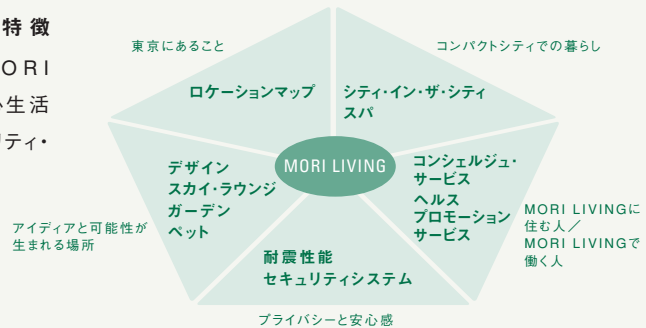 特徴
ORI
生活
リティ・
東京にあること
コンパクトシティでの暮らし
ロケーションマップ
シティ・イン・ザ・シティ
スパ
MORI LIVING
デザイン
スカイ・ラウンジ
ガーデン
ペット
コンシェルジュ・
サービス
ヘルス
プロモーション
サービス
アイディアと可能性が
生まれる場所
MORI LIVINGに
住む人／
MORI LIVINGで
働く人
耐震性能
セキュリティシステム
プライバシーと安心感